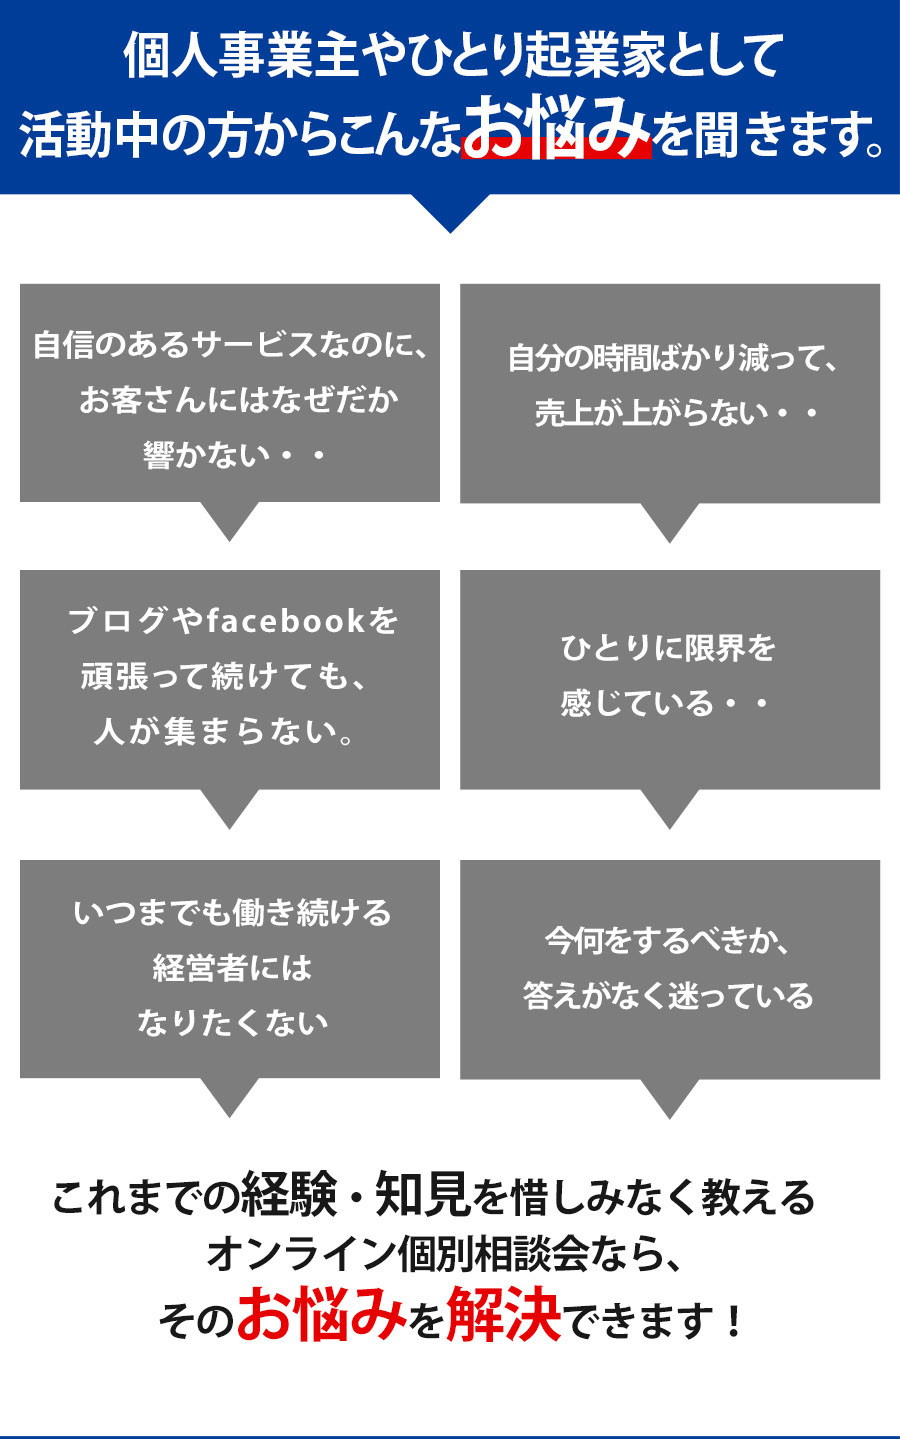 個人事業主やひとり起業家として
活動中の方からこんなお悩みを聞きます。
自信のあるサービスなのに、
お客さんにはなぜだか
響かない・・
自分の時間ばかり減って、
売上が上がらない・・
ブログやfacebookを
頑張って続けても、
人が集まらない。
ひとりに限界を
感じている・・
いつまでも働き続ける
経営者には
なりたくない
今何をするべきか、
答えがなく迷っている
これまでの経験・知見を惜しみなく教える
オンライン個別相談会なら、
そのお悩みを解決できます！